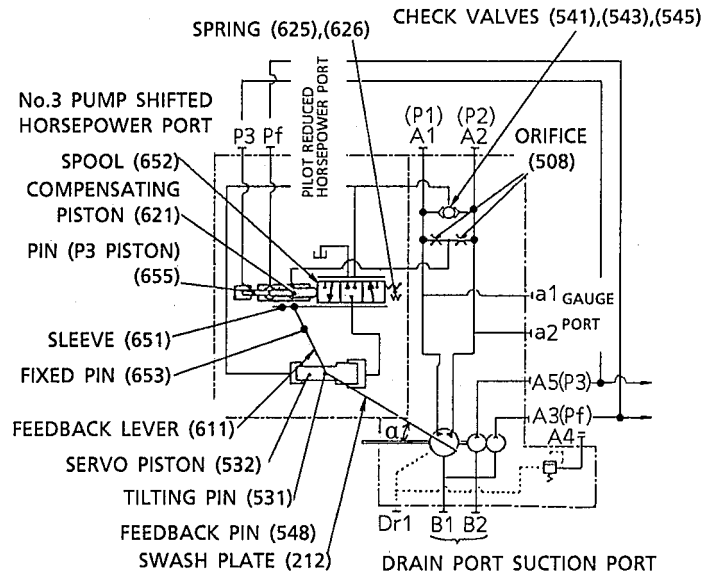 CHECK VALVES (541),(543),(545)
SPRING (625),(626)
PILOT REDUCED
HORSEPOWER PORT
No.3 PUMP SHIFTED
HORSEPOWER PORT
P3 Pf
(P1) (P2)
A1 A2
ORIFICE
(508)
SPOOL (652)
COMPENSATING
PISTON (621)
PIN (P3 PISTON)
(655)
a1 GAUGE
PORT
a2
SLEEVE (651)
FIXED PIN (653)
A5(P3)
A3(Pf)
A4
FEEDBACK LEVER (611)
α
SERVO PISTON (532)
TILTING PIN (531)
FEEDBACK PIN (548)
SWASH PLATE (212)
Dr1 B1 B2
DRAIN PORT SUCTION PORT